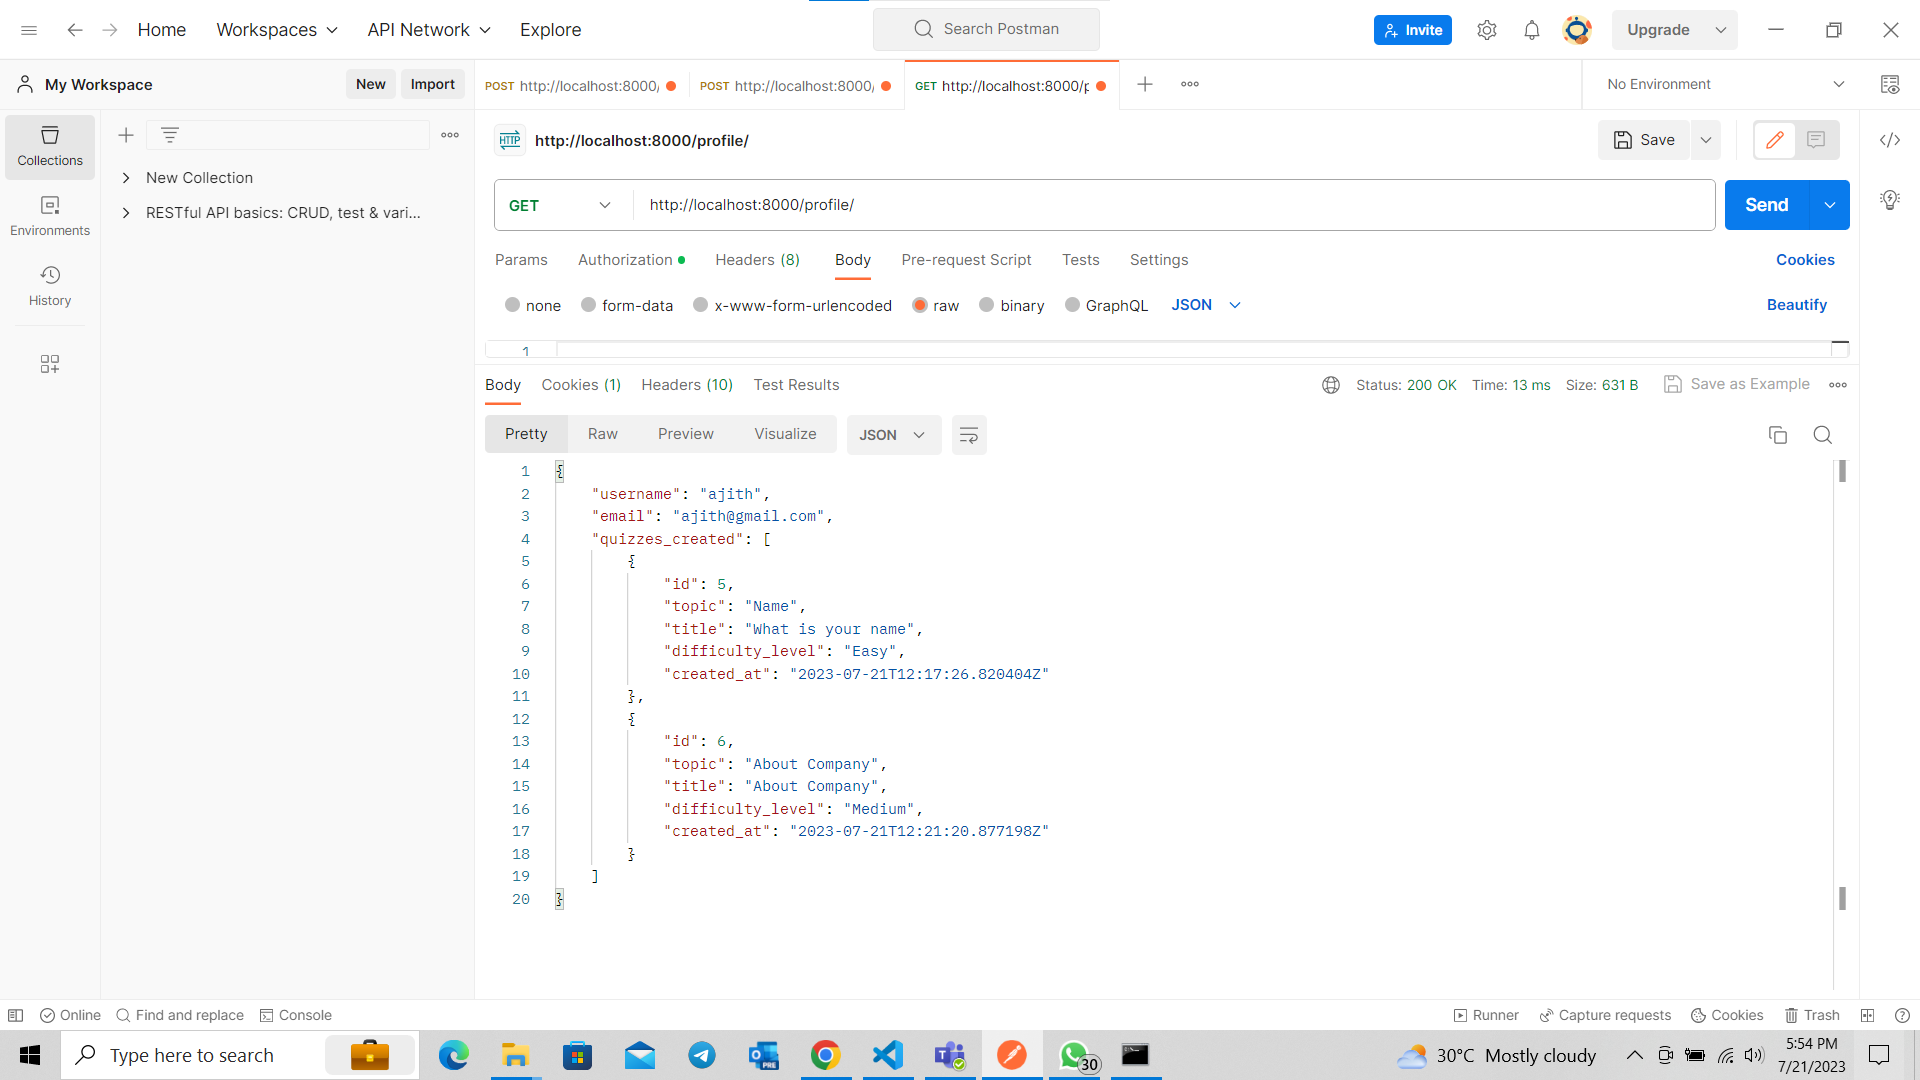 Home Workspaces API Network Explore Search Postman Invite Upgrade
My Workspace New Import POST http://localhost:8000/ POST http://localhost:8000/ GET http://localhost:8000/p No Environment
HTTP http://localhost:8000/profile/ Save
Collections
New Collection
RESTful API basics: CRUD, test & vari...
Environments
History
GET http://localhost:8000/profile/ Send
Params Authorization Headers (8) Body Pre-request Script Tests Settings Cookies
none form-data x-www-form-urlencoded raw binary GraphQL JSON Beautify
1
Body Cookies (1) Headers (10) Test Results Status: 200 OK Time: 13 ms Size: 631 B Save as Example
Pretty Raw Preview Visualize JSON
1 {
2 "username": "ajith",
3 "email": "ajith@gmail.com",
4 "quizzes_created": [
5 {
6 "id": 5,
7 "topic": "Name",
8 "title": "What is your name",
9 "difficulty_level": "Easy",
10 "created_at": "2023-07-21T12:17:26.820404Z"
11 },
12 {
13 "id": 6,
14 "topic": "About Company",
15 "title": "About Company",
16 "difficulty_level": "Medium",
17 "created_at": "2023-07-21T12:21:20.877198Z"
18 }
19 ]
20 }
Online Find and replace Console Runner Capture requests Cookies Trash
Type here to search PRE 30 30°C Mostly cloudy 5:54 PM
7/21/2023